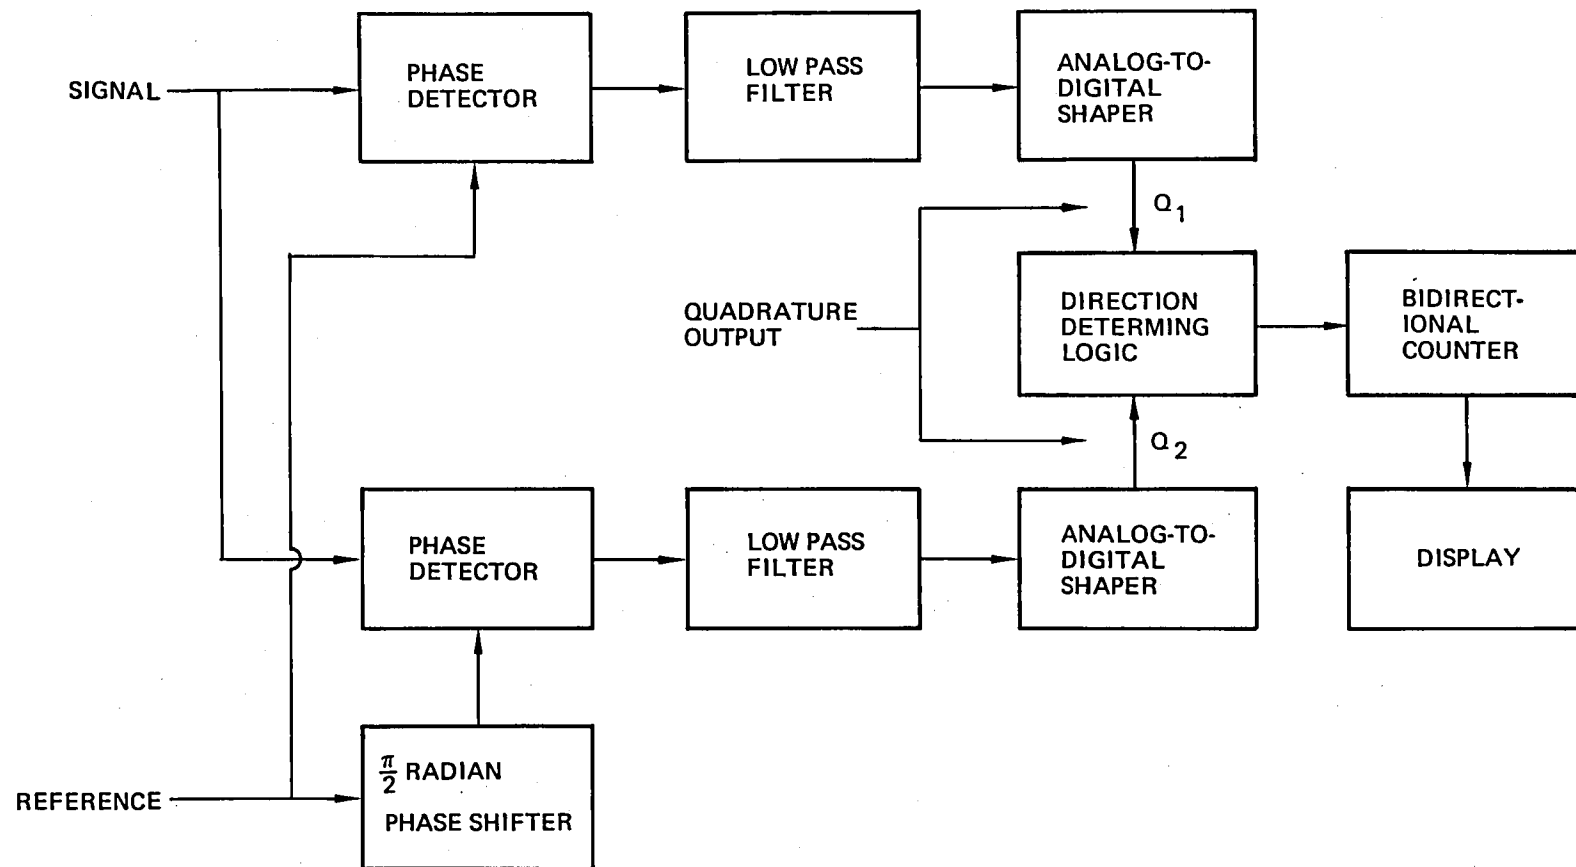 SIGNAL
PHASE
DETECTOR
LOW PASS
FILTER
ANALOG-TO-
DIGITAL
SHAPER
Q1
QUADRATURE
OUTPUT
DIRECTION
DETERMING
LOGIC
BIDIRECT-
IONAL
COUNTER
Q2
PHASE
DETECTOR
LOW PASS
FILTER
ANALOG-TO-
DIGITAL
SHAPER
DISPLAY
REFERENCE
π/2 RADIAN
PHASE SHIFTER